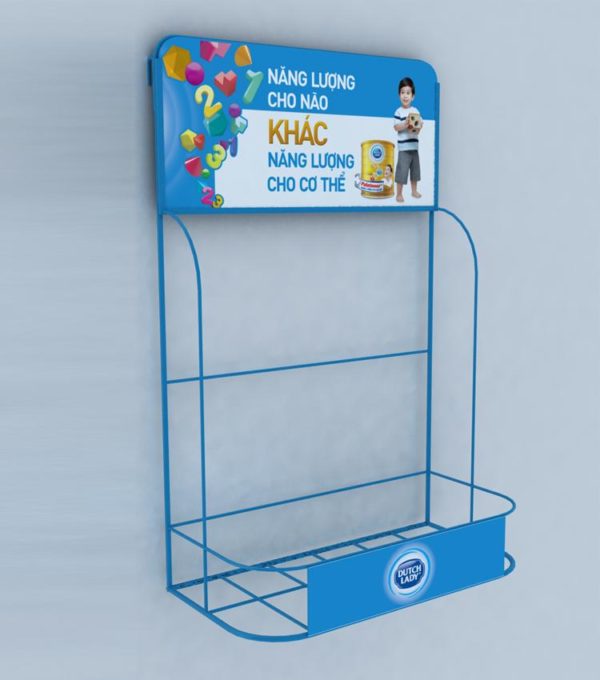 NĂNG LƯỢNG
CHO NÃO
KHÁC
NĂNG LƯỢNG
CHO CƠ THỂ
DUTCH
LADY